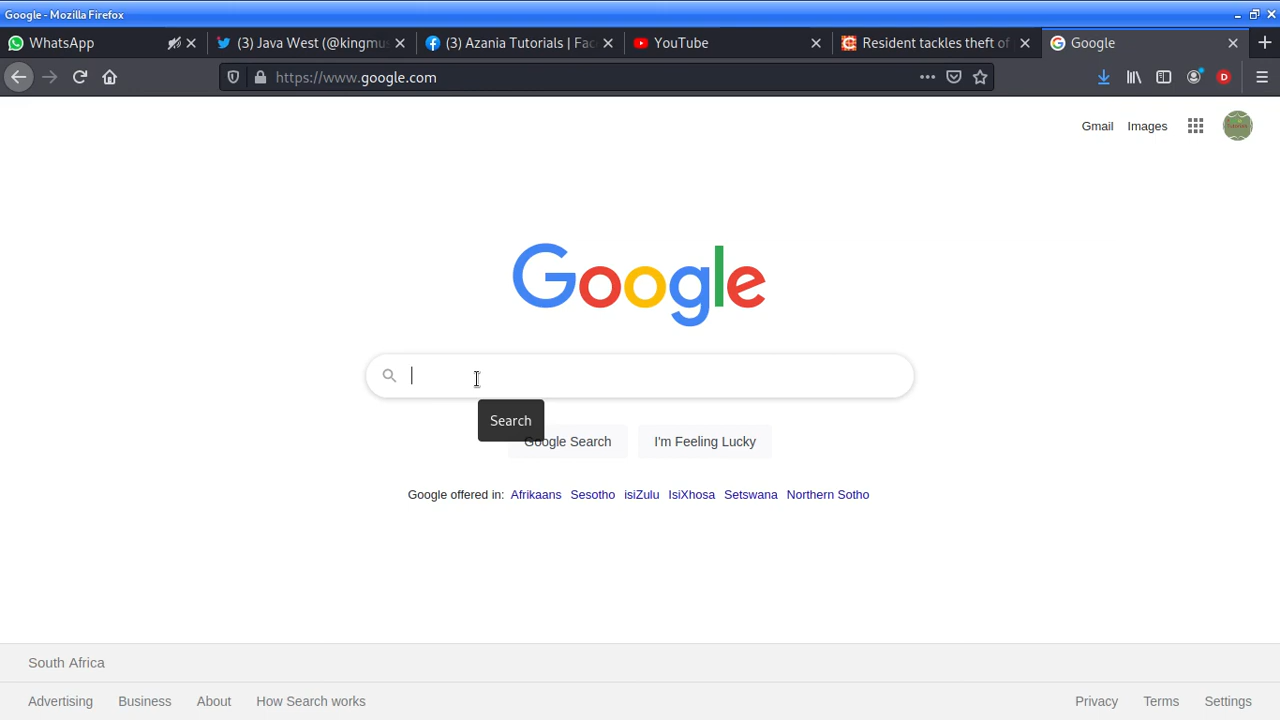 Google - Mozilla Firefox
WhatsApp
(3) Java West (@kingmus
(3) Azania Tutorials | Fac
YouTube
Resident tackles theft of
Google
https://www.google.com
D
Gmail
Images
Google
Search
Google Search
I'm Feeling Lucky
Google offered in: Afrikaans Sesotho isiZulu IsiXhosa Setswana Northern Sotho
South Africa
Advertising
Business
About
How Search works
Privacy
Terms
Settings